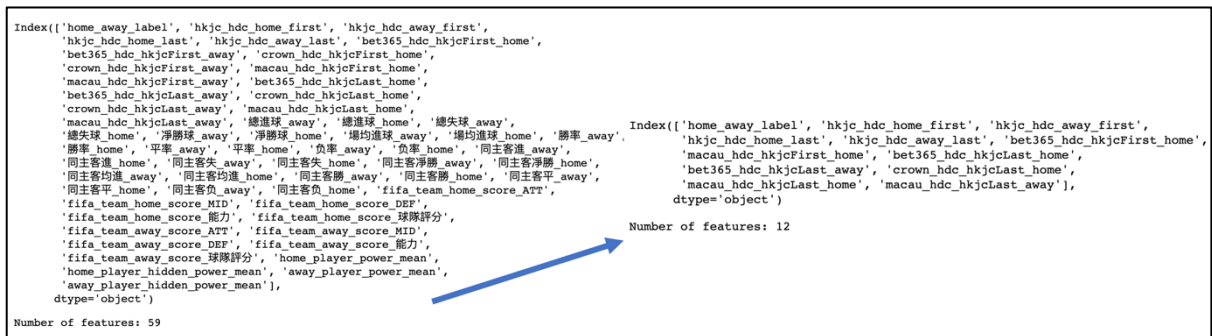 Index(['home_away_label', 'hkjc_hdc_home_first', 'hkjc_hdc_away_first',
'hkjc_hdc_home_last', 'hkjc_hdc_away_last', 'bet365_hdc_hkjcFirst_home',
'bet365_hdc_hkjcFirst_away', 'crown_hdc_hkjcFirst_home',
'crown_hdc_hkjcFirst_away', 'macau_hdc_hkjcFirst_home',
'macau_hdc_hkjcFirst_away', 'bet365_hdc_hkjcLast_home',
'bet365_hdc_hkjcLast_away', 'crown_hdc_hkjcLast_home',
'crown_hdc_hkjcLast_away', 'macau_hdc_hkjcLast_home',
'macau_hdc_hkjcLast_away', '總進球_away', '總進球_home', '總失球_away',
'總失球_home', '凈勝球_away', '凈勝球_home', '場均進球_away', '場均進球_home', '勝率_away',
'勝率_home', '平率_away', '平率_home', '负率_away', '负率_home', '同主客進_away',
'同主客進_home', '同主客失_away', '同主客失_home', '同主客凈勝_away', '同主客凈勝_home',
'同主客均進_away', '同主客均進_home', '同主客勝_away', '同主客勝_home', '同主客平_away',
'同主客平_home', '同主客负_away', '同主客负_home', 'fifa_team_home_score_ATT',
'fifa_team_home_score_MID', 'fifa_team_home_score_DEF',
'fifa_team_home_score_能力', 'fifa_team_home_score_球隊評分',
'fifa_team_away_score_ATT', 'fifa_team_away_score_MID',
'fifa_team_away_score_DEF', 'fifa_team_away_score_能力',
'fifa_team_away_score_球隊評分', 'home_player_power_mean',
'home_player_hidden_power_mean', 'away_player_power_mean',
'away_player_hidden_power_mean'],
dtype='object')
Number of features: 59
Index(['home_away_label', 'hkjc_hdc_home_first', 'hkjc_hdc_away_first',
'hkjc_hdc_home_last', 'hkjc_hdc_away_last', 'bet365_hdc_hkjcFirst_home',
'macau_hdc_hkjcFirst_home', 'bet365_hdc_hkjcLast_home',
'bet365_hdc_hkjcLast_away', 'crown_hdc_hkjcLast_home',
'macau_hdc_hkjcLast_home', 'macau_hdc_hkjcLast_away'],
dtype='object')
Number of features: 12